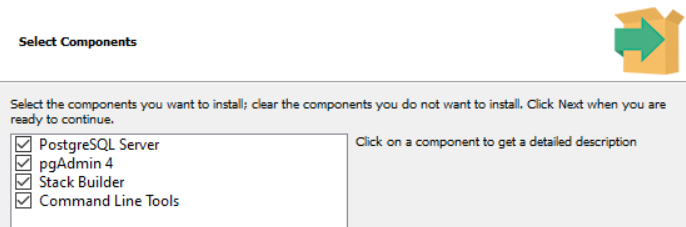 Select Components
Select the components you want to install; clear the components you do not want to install. Click Next when you are
ready to continue.
PostgreSQL Server
Click on a component to get a detailed description
pgAdmin 4
Stack Builder
Command Line Tools